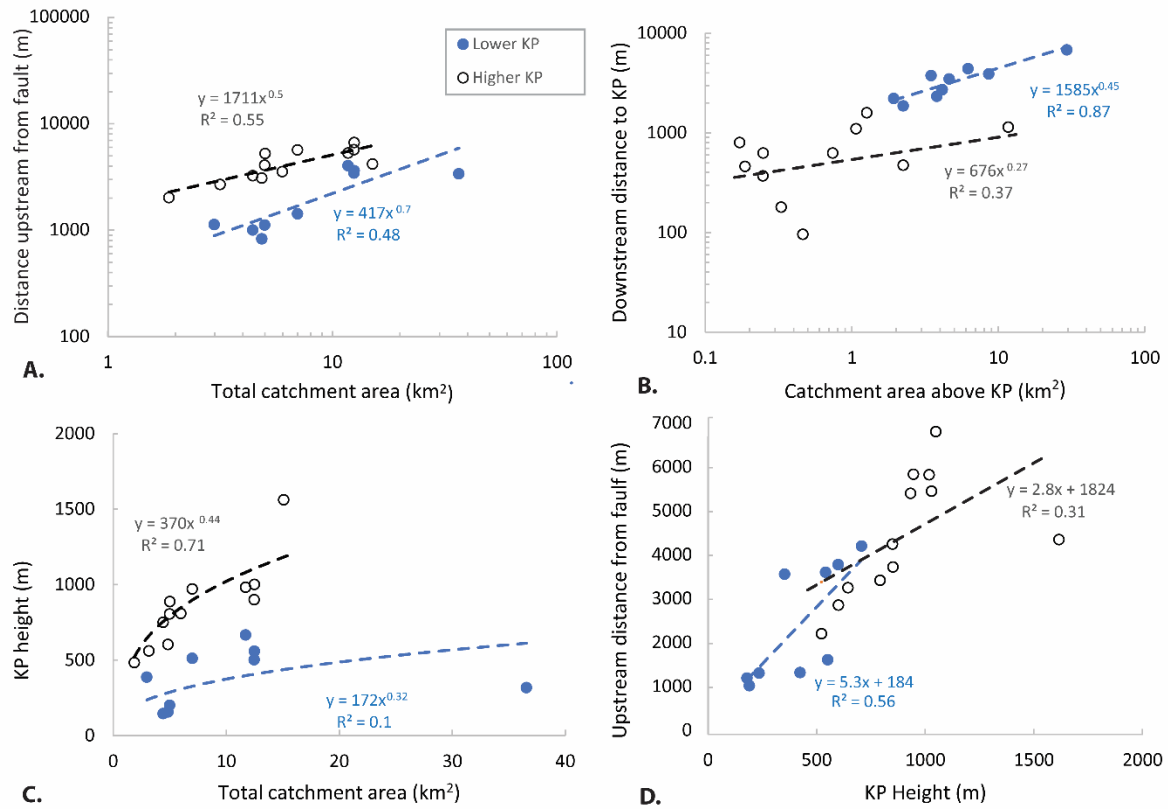 Distance upstream from fault (m)
100000
10000
1000
100
1
10
100
Total catchment area (km²)
A.
Lower KP
Higher KP
y = 1711x^0.5
R² = 0.55
y = 417x^0.7
R² = 0.48
Downstream distance to KP (m)
10000
1000
100
10
0.1
1
10
100
Catchment area above KP (km²)
B.
y = 1585x^0.45
R² = 0.87
y = 676x^0.27
R² = 0.37
KP height (m)
2000
1500
1000
500
0
0
10
20
30
40
Total catchment area (km²)
C.
y = 370x^0.44
R² = 0.71
y = 172x^0.32
R² = 0.1
Upstream distance from faulf (m)
7000
6000
5000
4000
3000
2000
1000
0
0
500
1000
1500
2000
KP Height (m)
D.
y = 2.8x + 1824
R² = 0.31
y = 5.3x + 184
R² = 0.56